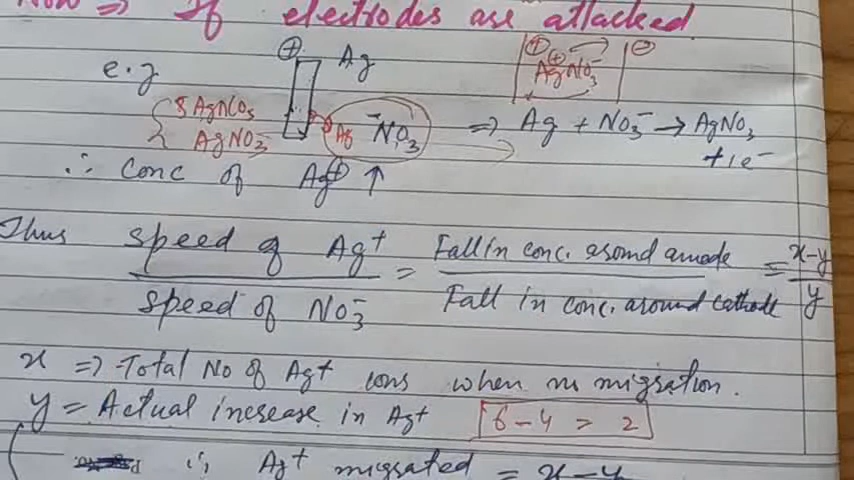 Now ⇒ If electrodes are attacked
e.g ⊕ Ag ⊕ ⊕ AgNO3⁻ ⊖
8 AgNO3
AgNO3⁻ Ag ⁻NO3 ⇒ Ag + NO3⁻ → AgNO3
+1e⁻
∴ Conc of Ag⁺ ↑
Thus speed of Ag⁺ / speed of NO3⁻ = Fall in conc. around anode / Fall in conc. around cathode = x-y / y
x ⇒ Total No of Ag⁺ ions when no migration.
y = Actual increase in Ag⁺ 6-4 = 2
∴ Ag⁺ migrated = x-y